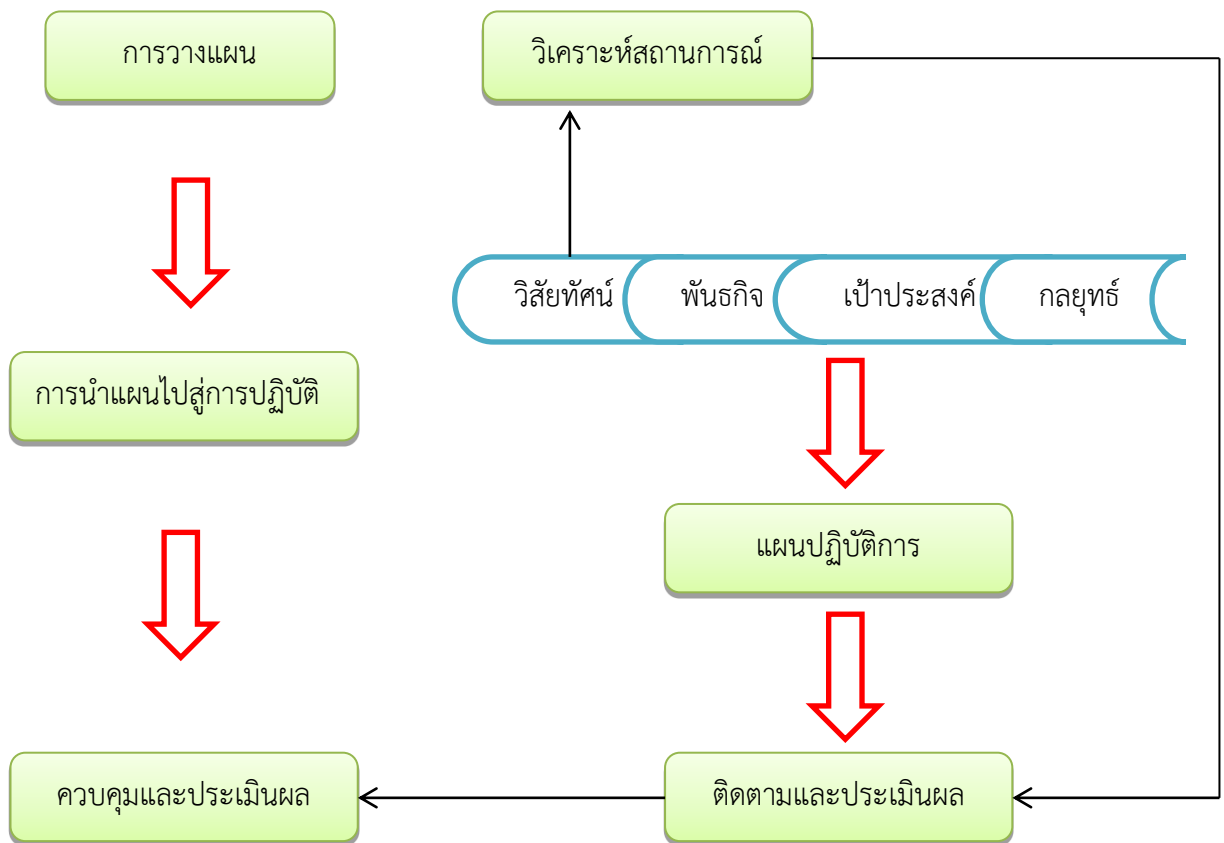 การวางแผน
วิเคราะห์สถานการณ์
วิสัยทัศน์
พันธกิจ
เป้าประสงค์
กลยุทธ์
การนำแผนไปสู่การปฏิบัติ
แผนปฏิบัติการ
ควบคุมและประเมินผล
ติดตามและประเมินผล